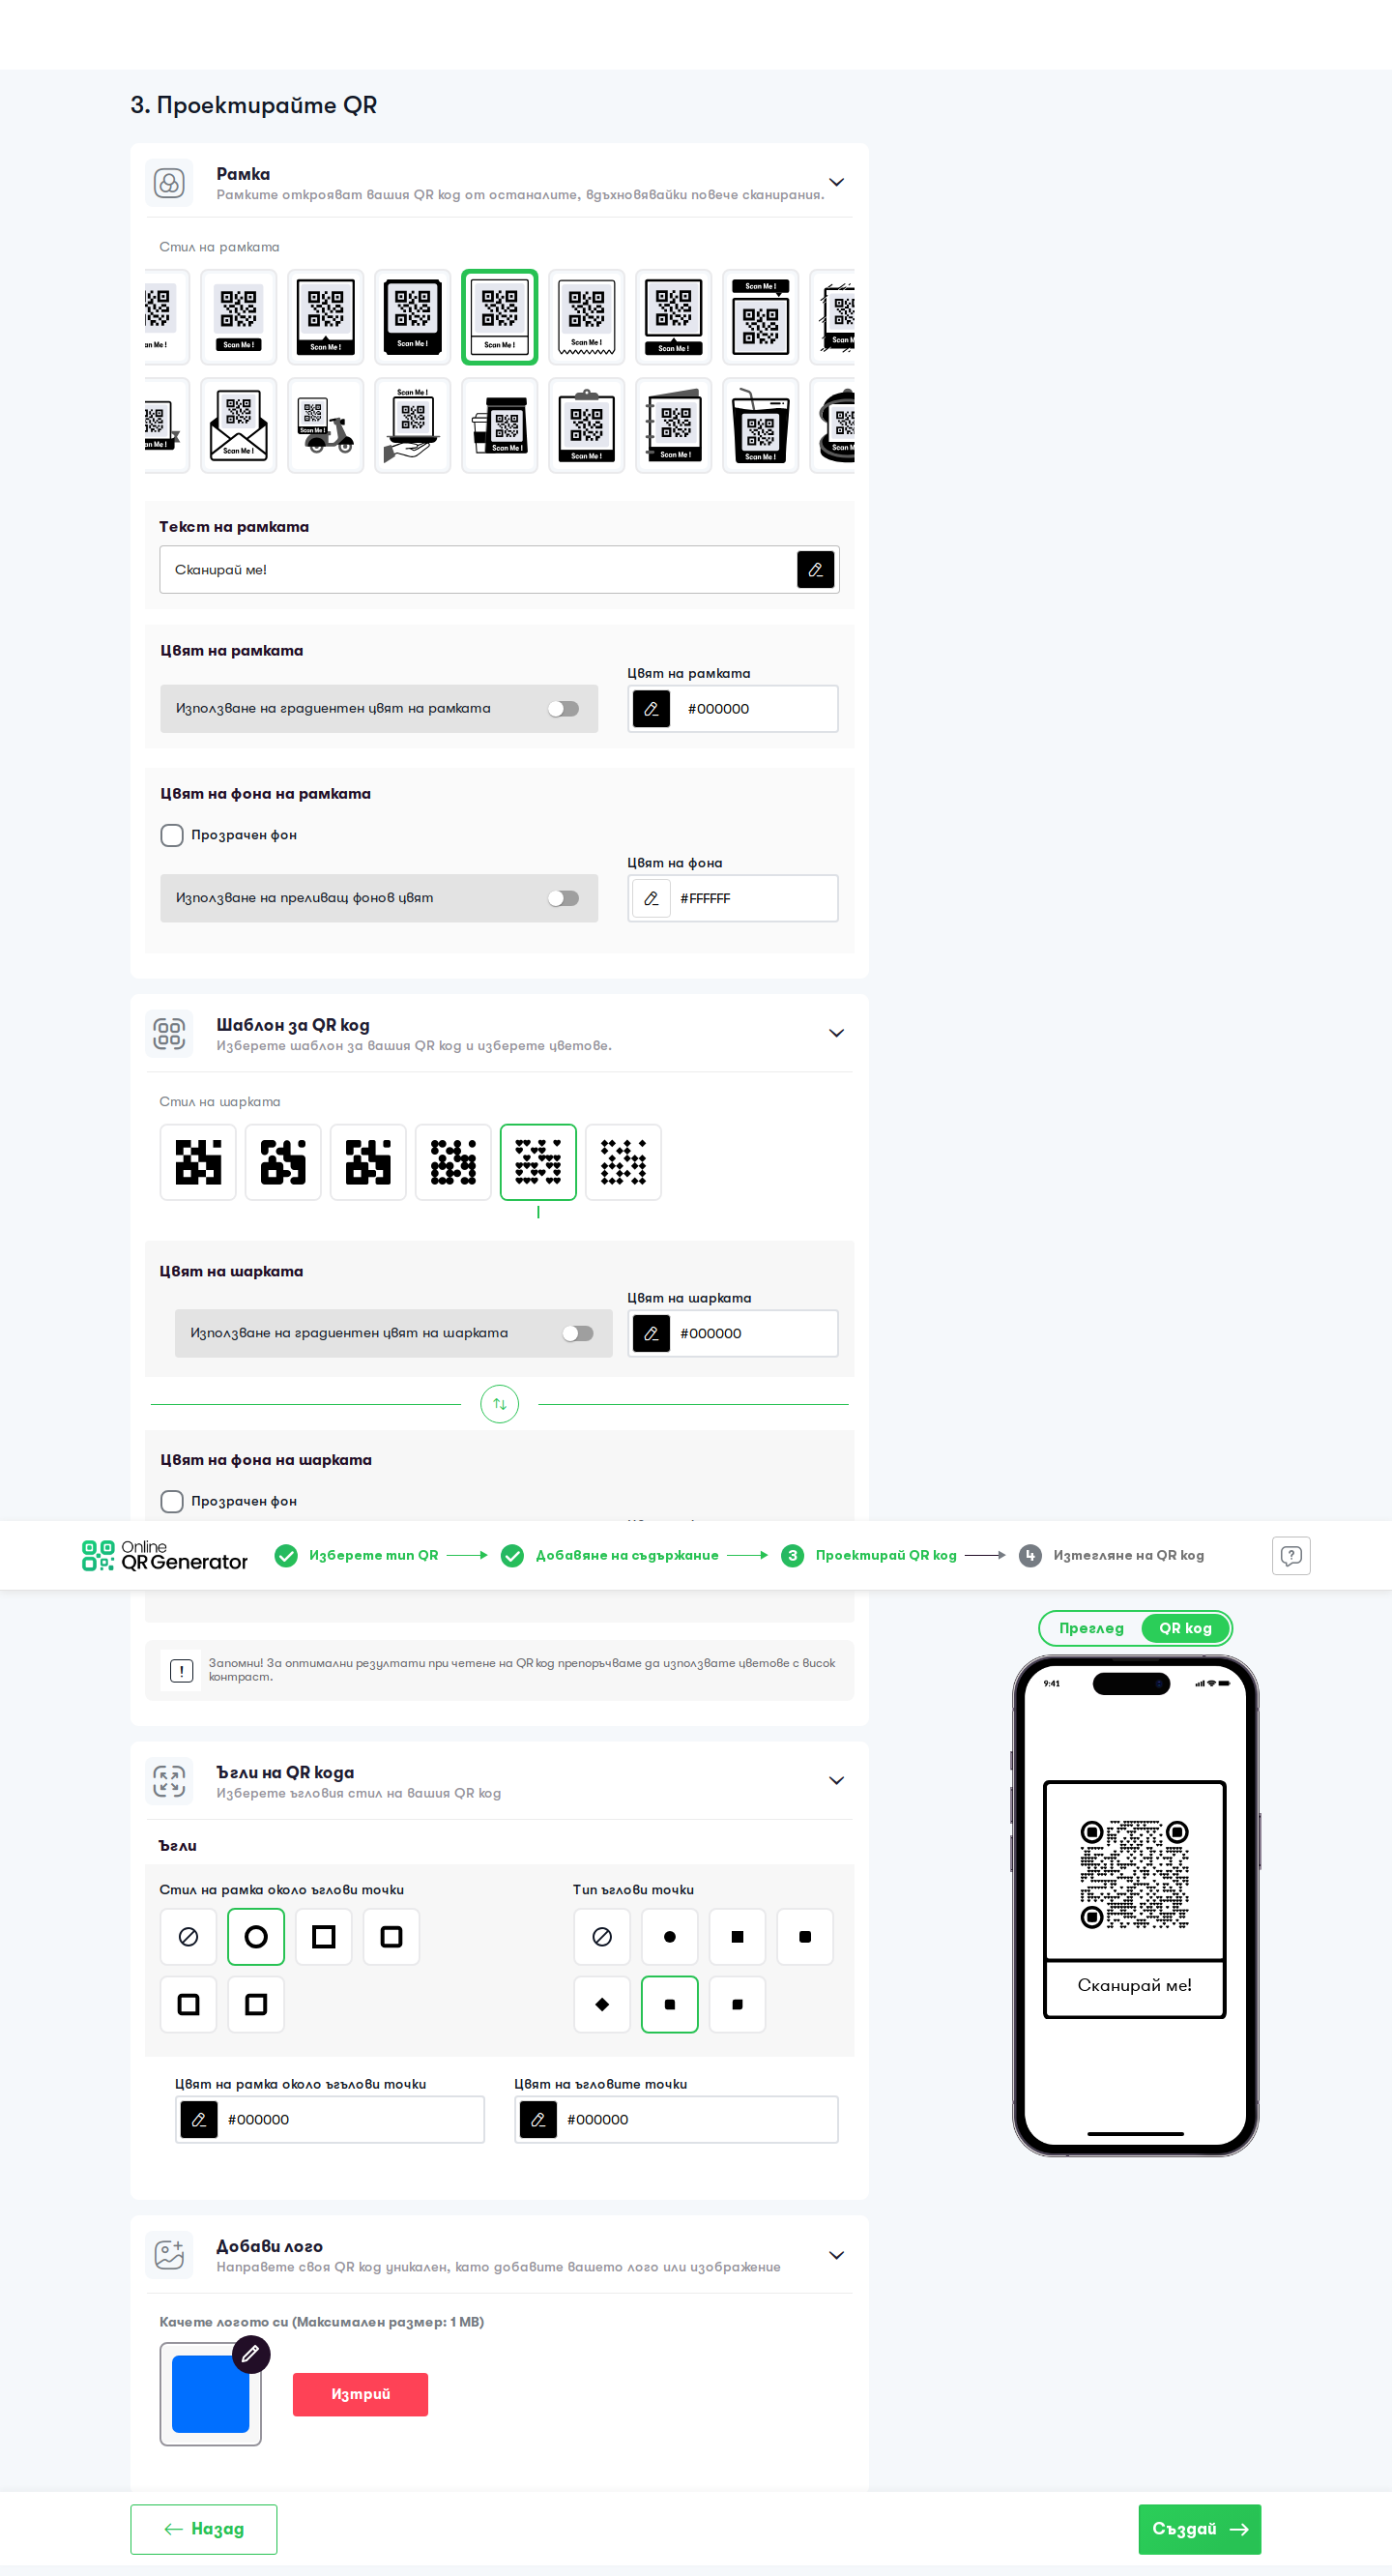 3. Проектирайте QR
Рамка
Рамките открояват вашия QR код от останалите, вдъхновявайки повече сканирания.
Стил на рамката
Scan Me !
Scan Me !
Scan Me !
Scan Me !
Scan Me !
Scan Me !
Scan Me !
Scan Me !
Scan Me !
Scan Me !
Scan Me !
Scan Me !
Scan Me !
Scan Me !
Текст на рамката
Сканирай ме!
Цвят на рамката
Цвят на рамката
Използване на градиентен цвят на рамката
#000000
Цвят на фона на рамката
Прозрачен фон
Цвят на фона
Използване на преливащ фонов цвят
#FFFFFF
Шаблон за QR код
Изберете шаблон за вашия QR код и изберете цветове.
Стил на шарката
Цвят на шарката
Цвят на шарката
Използване на градиентен цвят на шарката
#000000
Цвят на фона на шарката
Прозрачен фон
Online
QR Generator
Изберете тип QR
Добавяне на съдържание
3 Проектирай QR код
4 Изтегляне на QR код
Преглед
QR код
Запомни! За оптимални резултати при четене на QR код препоръчваме да използвате цветове с висок
контраст.
9:41
Сканирай ме!
Ъгли на QR кода
Изберете ъгловия стил на вашия QR код
Ъгли
Стил на рамка около ъглови точки
Тип ъглови точки
Цвят на рамка около ъгълови точки
Цвят на ъгловите точки
#000000
#000000
Добави лого
Направете своя QR код уникален, като добавите вашето лого или изображение
Качете логото си (Максимален размер: 1 MB)
Изтрий
Назад
Създай